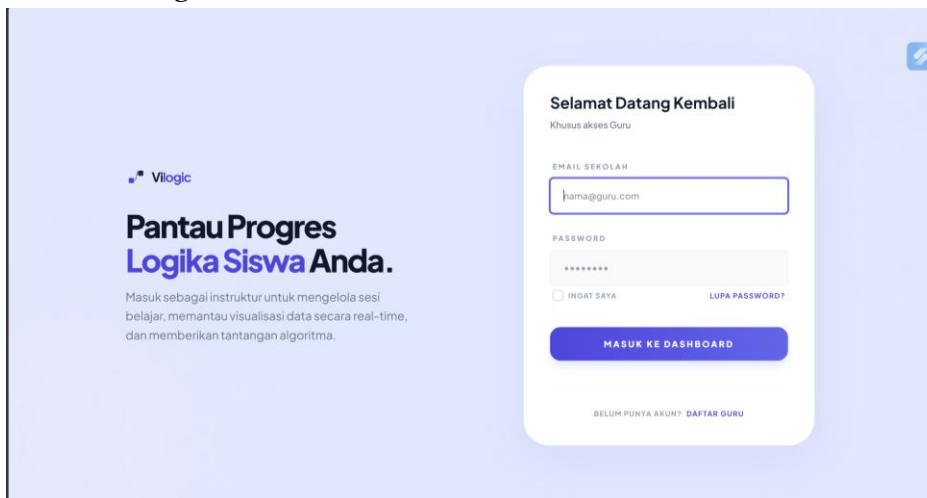 Vilogic
Pantau Progres
Logika Siswa Anda.
Masuk sebagai instruktur untuk mengelola sesi
belajar, memantau visualisasi data secara real-time,
dan memberikan tantangan algoritma.
Selamat Datang Kembali
Khusus akses Guru
EMAIL SEKOLAH
nama@guru.com
PASSWORD
INGAT SAYA
LUPA PASSWORD?
MASUK KE DASHBOARD
BELUM PUNYA AKUN? DAFTAR GURU